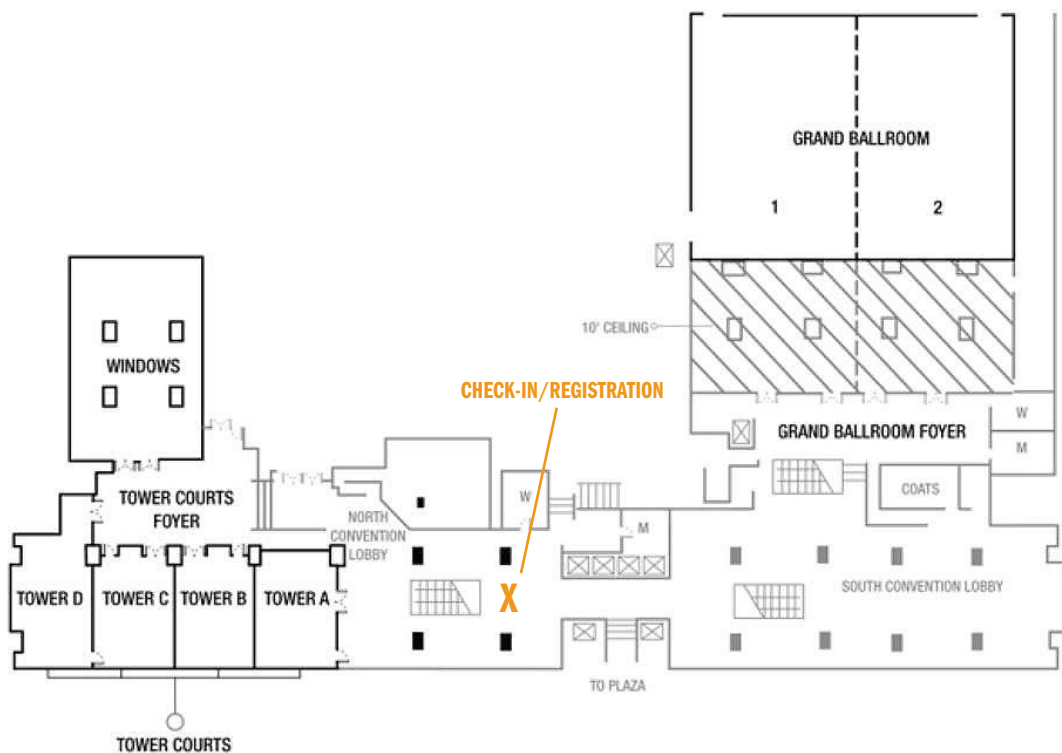 GRAND BALLROOM
1
2
10' CEILING
WINDOWS
CHECK-IN/REGISTRATION
GRAND BALLROOM FOYER
W
M
TOWER COURTS
FOYER
COATS
W
NORTH
CONVENTION
LOBBY
M
TOWER D
TOWER C
TOWER B
TOWER A
X
SOUTH CONVENTION LOBBY
TO PLAZA
TOWER COURTS